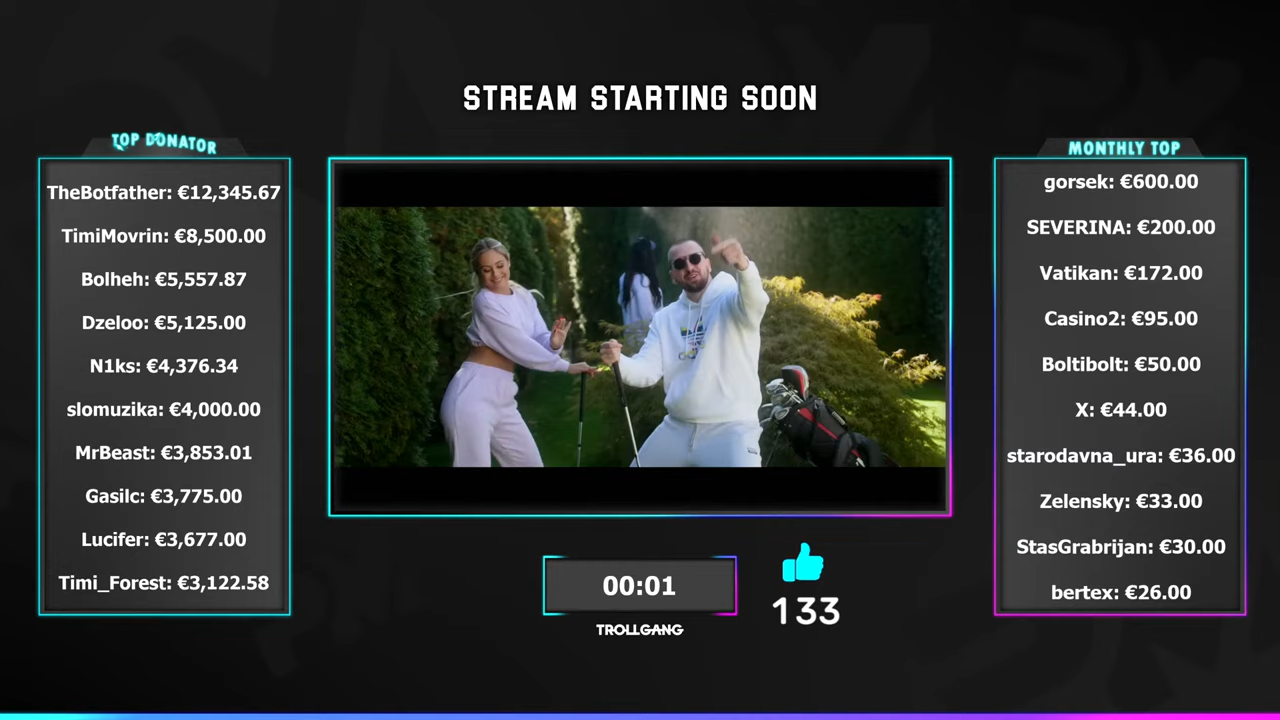 STREAM STARTING SOON
TOP DONATOR
TheBotfather: €12,345.67
TimiMovrin: €8,500.00
Bolheh: €5,557.87
Dzeloo: €5,125.00
N1ks: €4,376.34
slomuzika: €4,000.00
MrBeast: €3,853.01
Gasilc: €3,775.00
Lucifer: €3,677.00
Timi_Forest: €3,122.58
MONTHLY TOP
gorsek: €600.00
SEVERINA: €200.00
Vatikan: €172.00
Casino2: €95.00
Boltibolt: €50.00
X: €44.00
starodavna_ura: €36.00
Zelensky: €33.00
StasGrabrijan: €30.00
bertex: €26.00
00:01
TROLLGANG
133